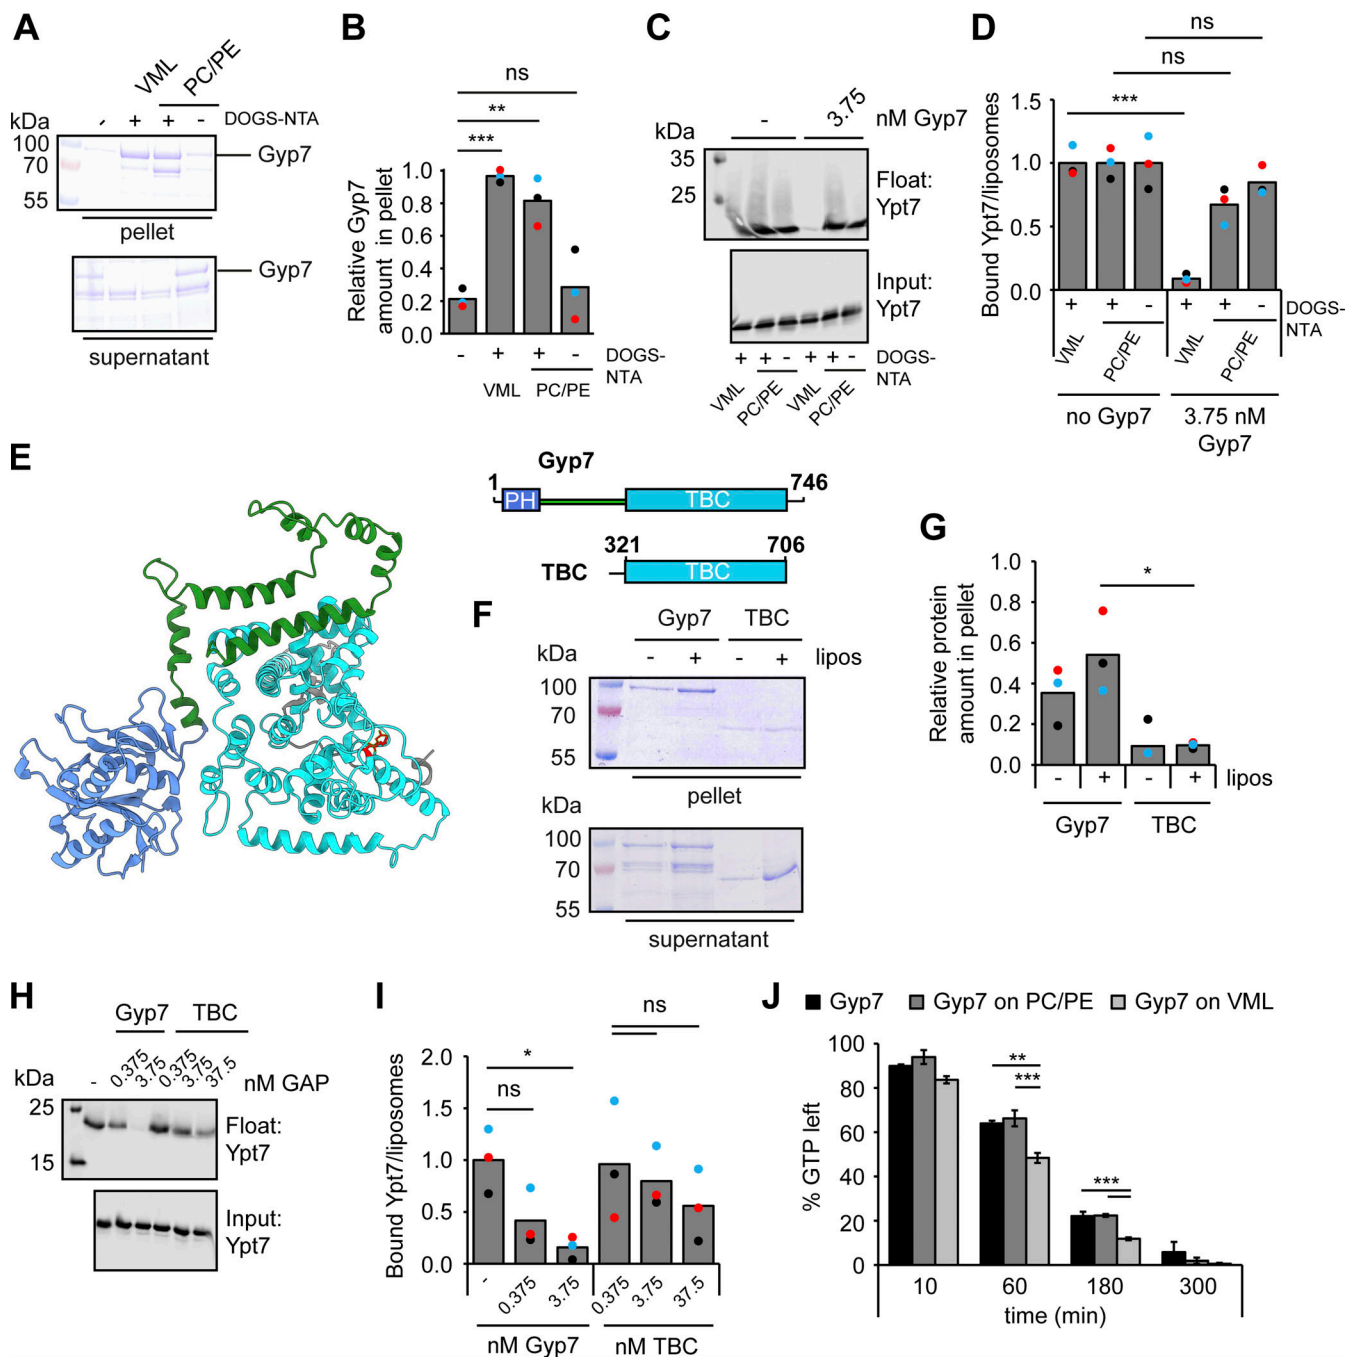 A
VML
PC/PE
kDa
-
+
+
-
DOGS-NTA
100
70
55
Gyp7
pellet
Gyp7
supernatant
B
ns
**
***
Relative Gyp7
amount in pellet
1.0
0.8
0.6
0.4
0.2
0.0
-
+
+
-
DOGS-
NTA
VML
PC/PE
C
-
3.75
nM Gyp7
kDa
35
25
Float:
Ypt7
Input:
Ypt7
+ + - + + -
DOGS-
NTA
VML
PC/PE
VML
PC/PE
D
ns
ns
***
Bound Ypt7/liposomes
1.5
1.0
0.5
0.0
+ + - + + -
DOGS-
NTA
VML
PC/PE
VML
PC/PE
no Gyp7
3.75 nM
Gyp7
E
Gyp7
1
746
PH
TBC
321
706
TBC
TBC
F
Gyp7
TBC
kDa
- + - +
lipos
100
70
55
pellet
kDa
100
70
55
supernatant
G
*
Relative protein
amount in pellet
1.0
0.8
0.6
0.4
0.2
0.0
- + - +
lipos
Gyp7
TBC
H
Gyp7
TBC
kDa
-
0.375
3.75
0.375
3.75
37.5
nM GAP
25
15
Float:
Ypt7
Input:
Ypt7
I
ns
*
ns
Bound Ypt7/liposomes
2.0
1.5
1.0
0.5
0.0
-
0.375
3.75
0.375
3.75
37.5
nM Gyp7
nM TBC
J
Gyp7
Gyp7 on PC/PE
Gyp7 on VML
**
***
***
% GTP left
100
80
60
40
20
0
10
60
180
300
time (min)